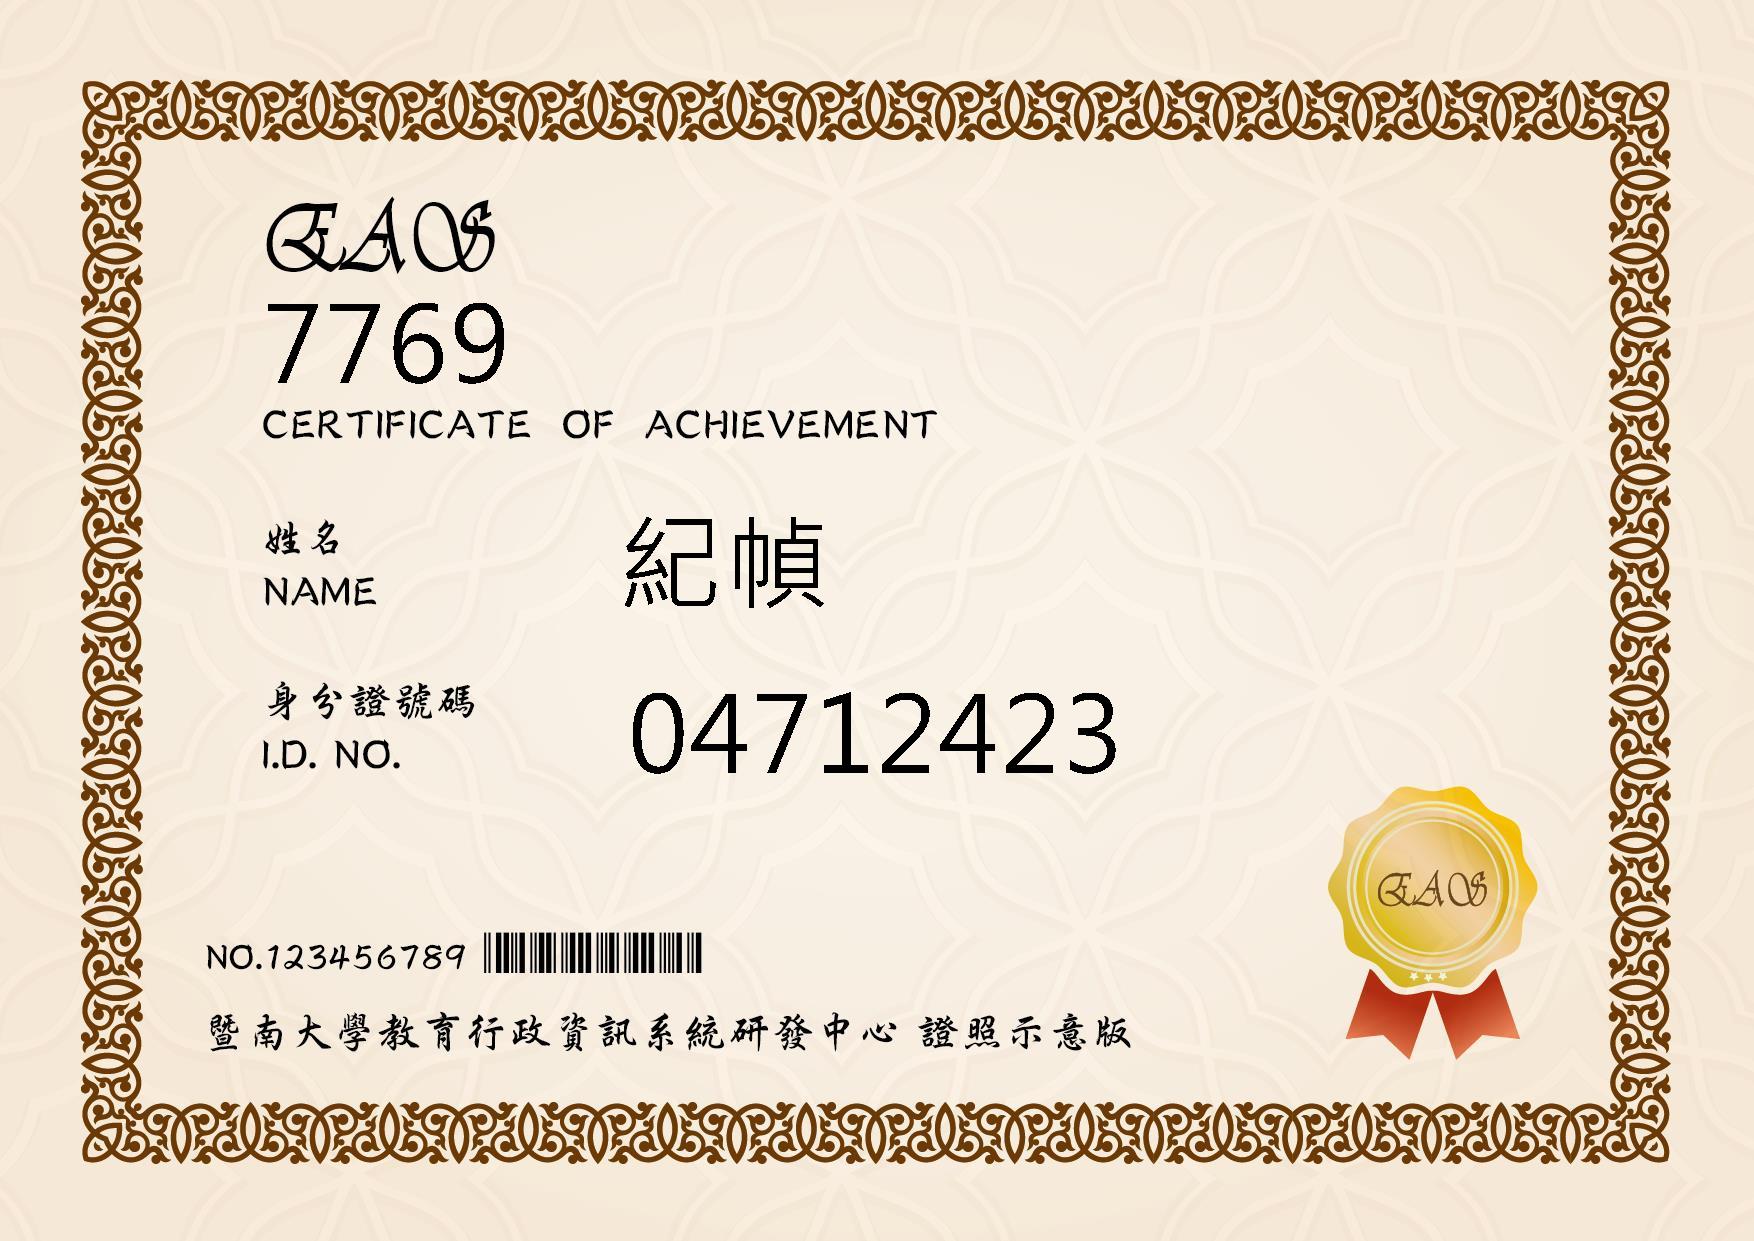 EAS
7769
CERTIFICATE OF ACHIEVEMENT
姓名
NAME
紀幀
身分證號碼
I.D. NO.
04712423
EAS
NO.123456789
暨南大學教育行政資訊系統研發中心 證照示意版